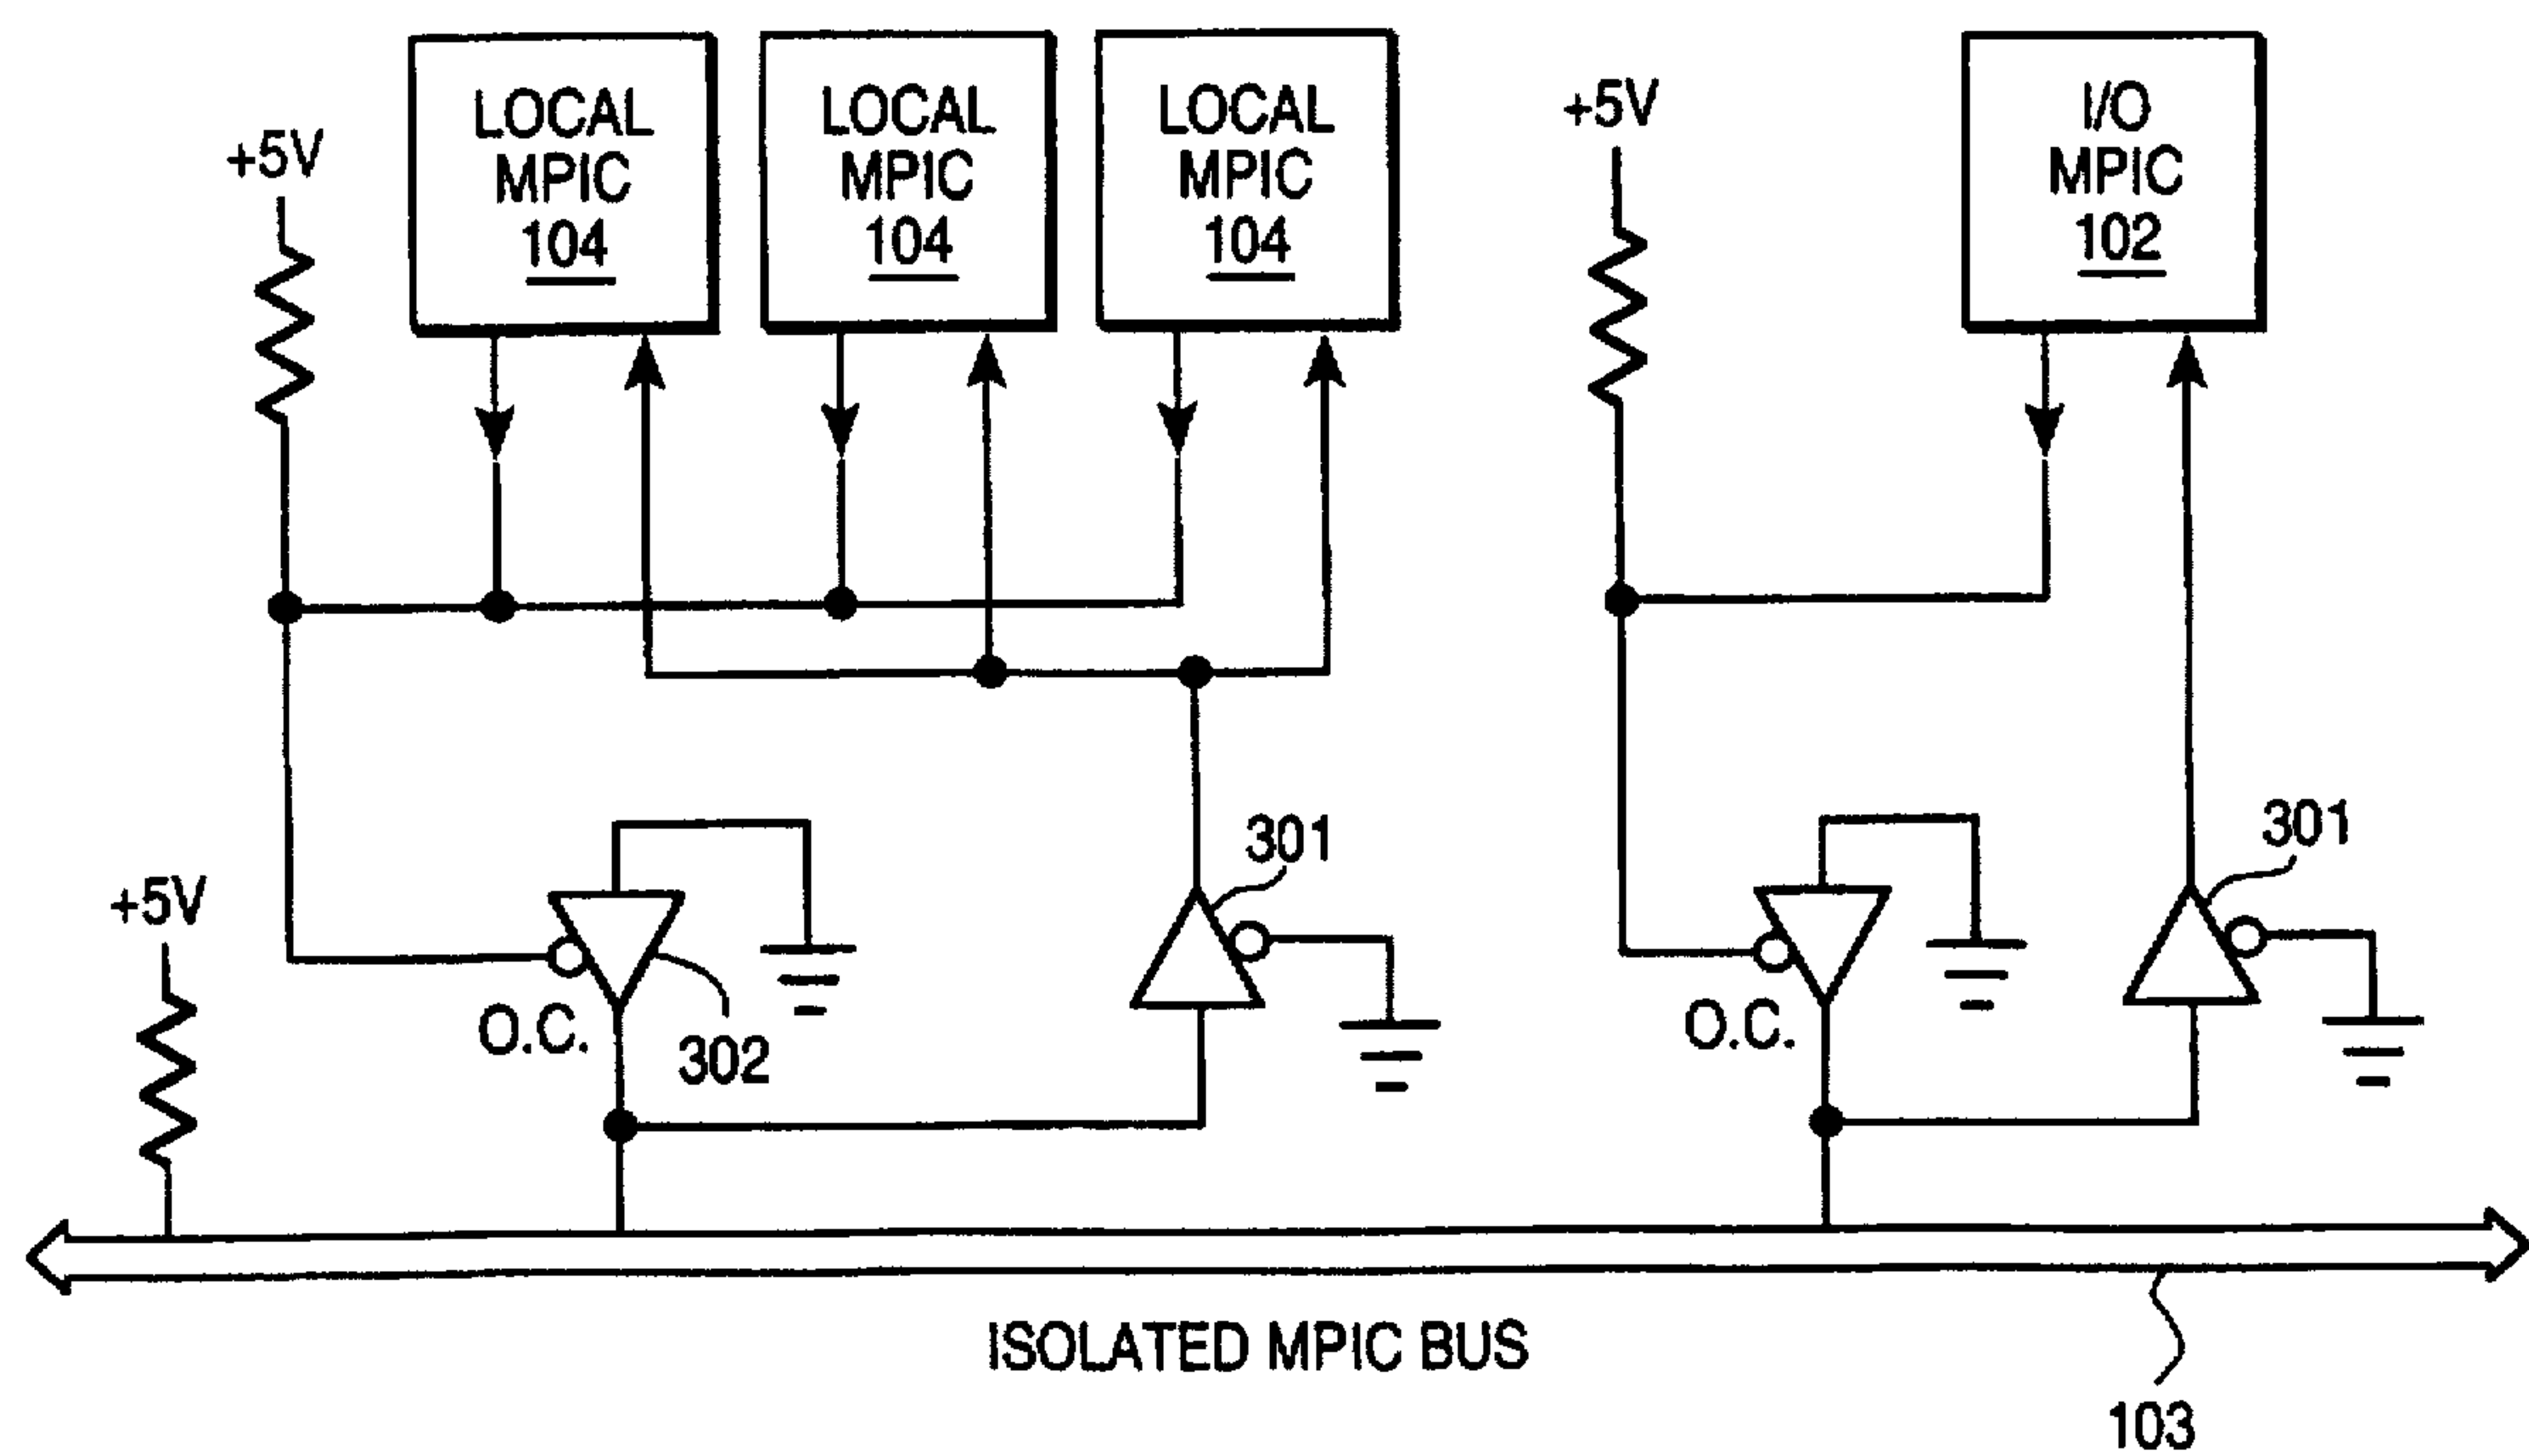 +5V
LOCAL
MPIC
104
LOCAL
MPIC
104
LOCAL
MPIC
104
+5V
I/O
MPIC
102
+5V
O.C.
302
301
O.C.
301
ISOLATED MPIC BUS
103